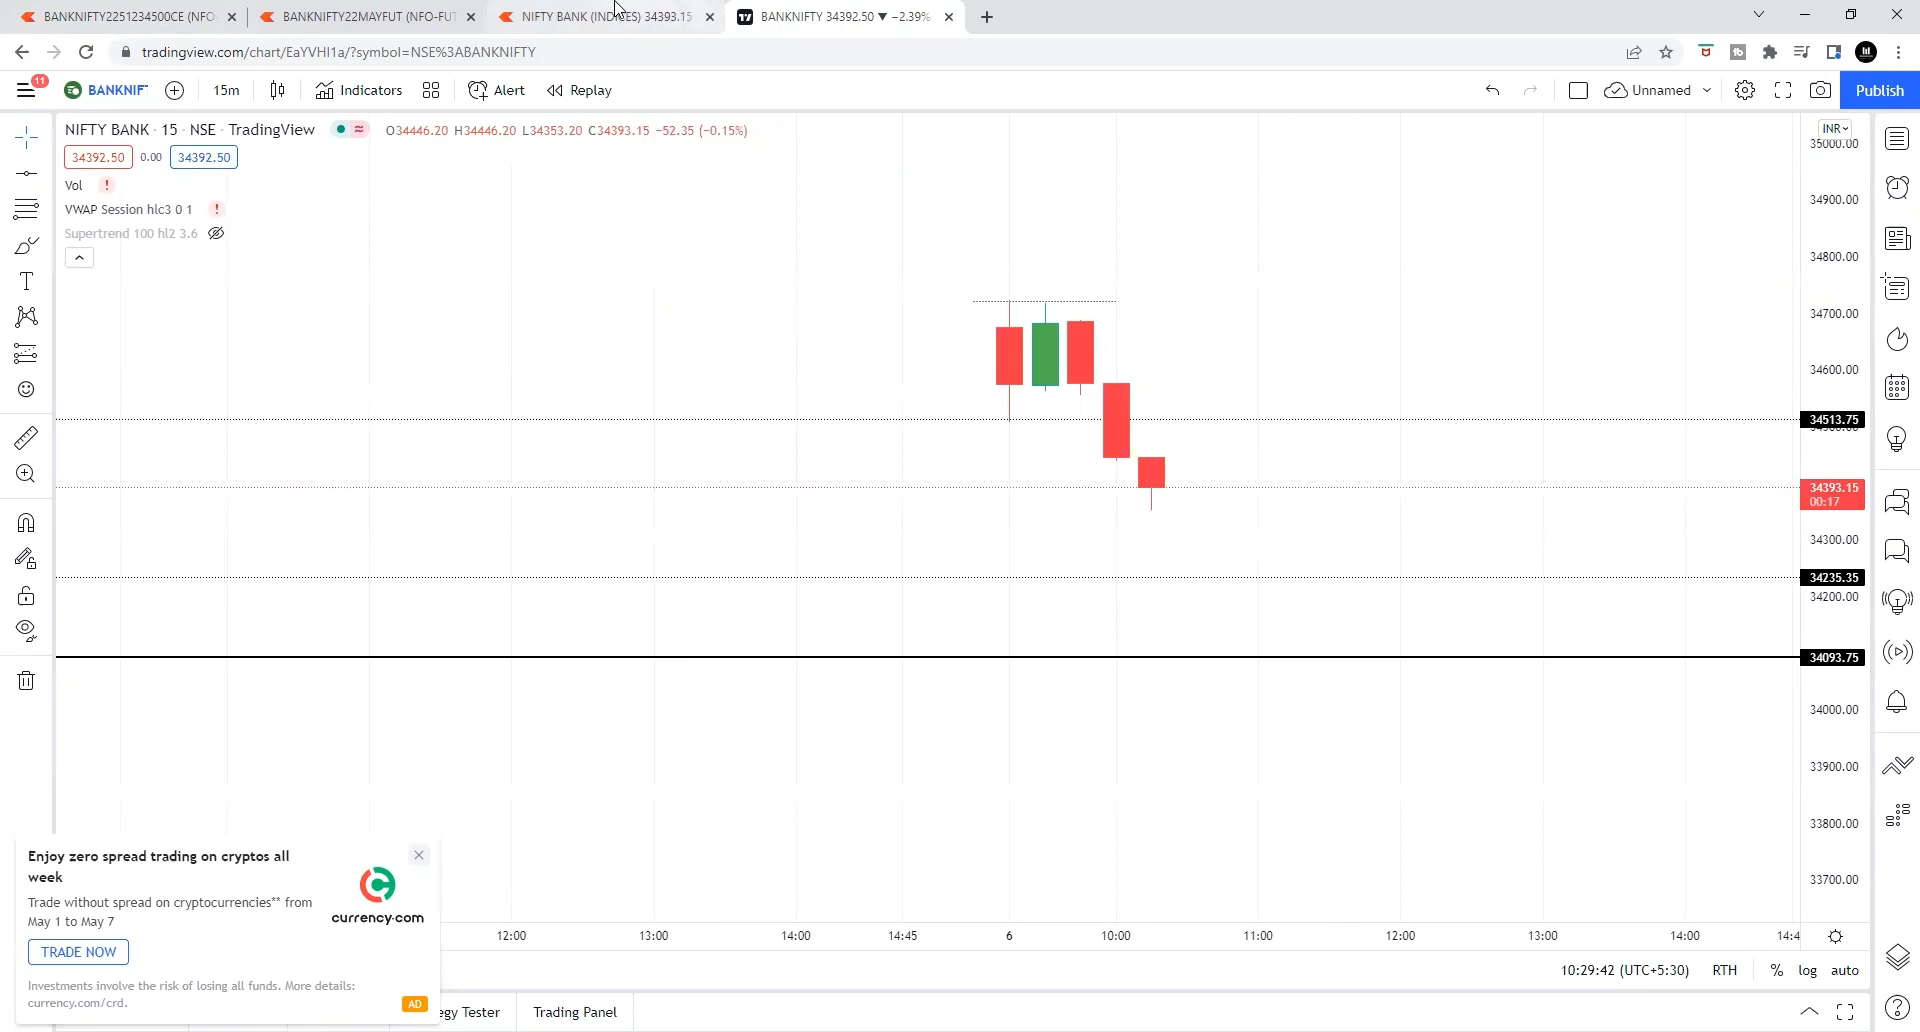 BANKNIFTY2251234500CE (NFO-
BANKNIFTY22MAYFUT (NFO-FUT
NIFTY BANK (INDICES) 34393.15
BANKNIFTY 34392.50 ▼ −2.39%
tradingview.com/chart/EaYVHI1a/?symbol=NSE%3ABANKNIFTY
11
BANKNIF
15m
Indicators
Alert
Replay
Unnamed
Publish
NIFTY BANK · 15 · NSE · TradingView
O34446.20 H34446.20 L34353.20 C34393.15 −52.35 (−0.15%)
34392.50 0.00 34392.50
Vol !
VWAP Session hlc3 0 1 !
Supertrend 100 hl2 3.6
INR
35000.00
34900.00
34800.00
34700.00
34600.00
34513.75
34393.15
00:17
34300.00
34235.35
34200.00
34093.75
34000.00
33900.00
33800.00
33700.00
Enjoy zero spread trading on cryptos all
week
Trade without spread on cryptocurrencies** from
May 1 to May 7
currency.com
TRADE NOW
Investments involve the risk of losing all funds. More details:
currency.com/crd.
AD
12:00 13:00 14:00 14:45 6 10:00 11:00 12:00 13:00 14:00 14:4
10:29:42 (UTC+5:30) RTH % log auto
egy Tester
Trading Panel